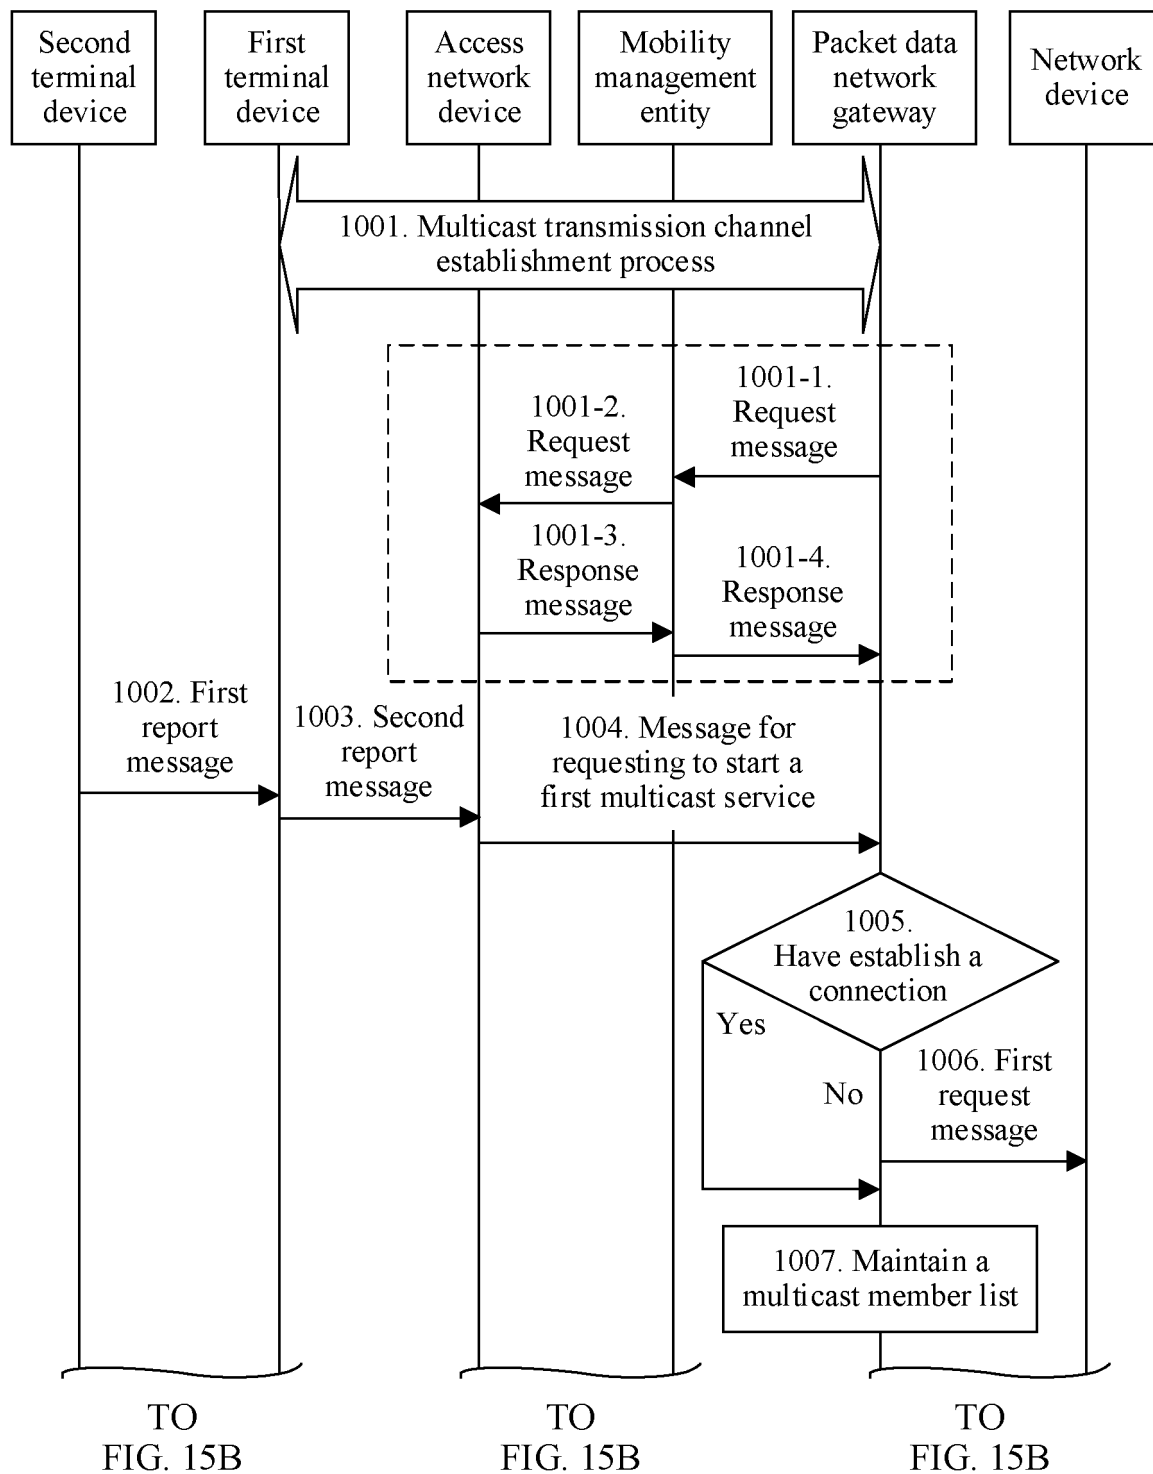 Second
terminal
device
First
terminal
device
Access
network
device
Mobility
management
entity
Packet data
network
gateway
Network
device
1001. Multicast transmission channel
establishment process
1001-1.
Request
message
1001-2.
Request
message
1001-3.
Response
message
1001-4.
Response
message
1002. First
report
message
1003. Second
report
message
1004. Message for
requesting to start a
first multicast service
1005.
Have establish a
connection
Yes
No
1006. First
request
message
1007. Maintain a
multicast member list
TO
FIG. 15B
TO
FIG. 15B
TO
FIG. 15B